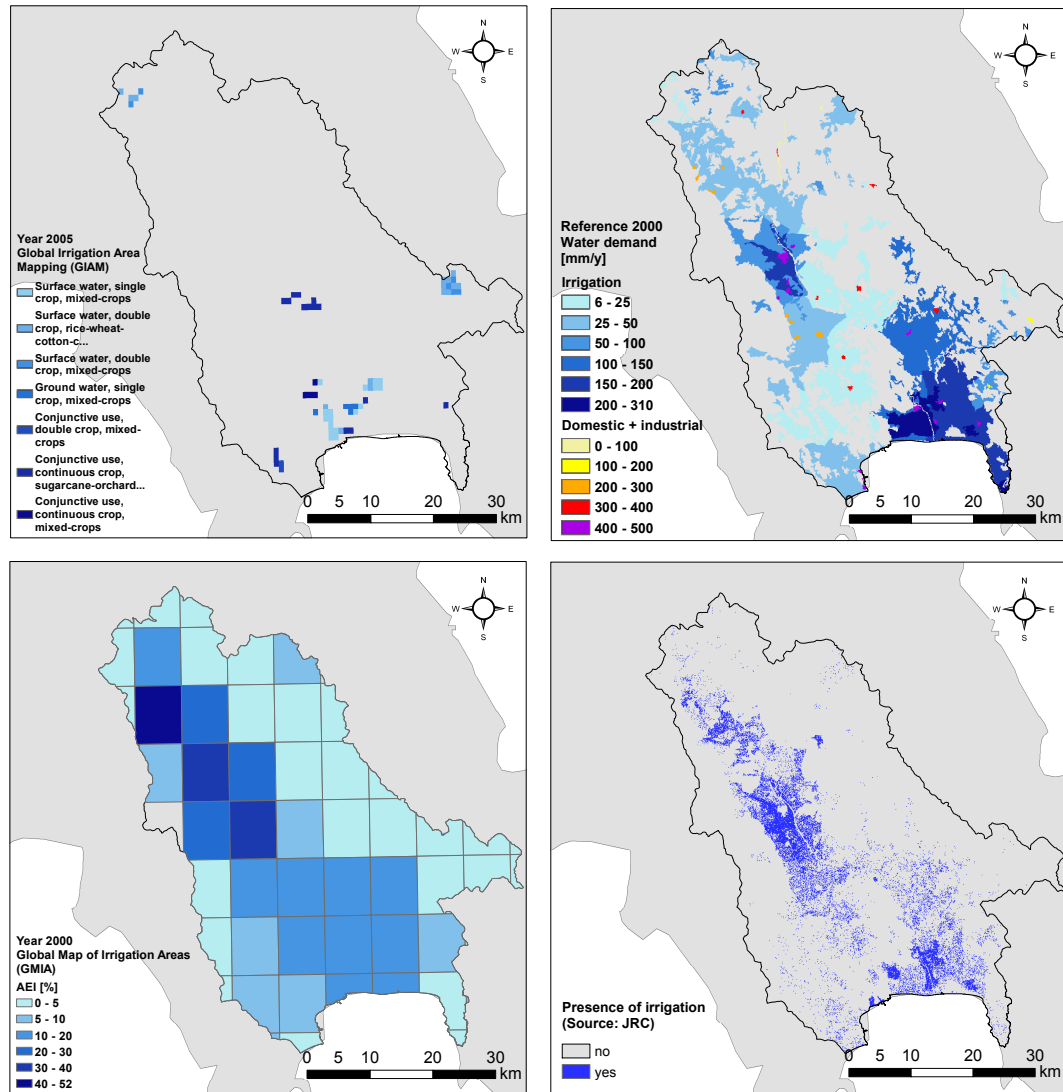 N
W E
S
Year 2005
Global Irrigation Area
Mapping (GIAM)
Surface water, single
crop, mixed-crops
Surface water, double
crop, rice-wheat-
cotton-c...
Surface water, double
crop, mixed-crops
Ground water, single
crop, mixed-crops
Conjunctive use,
double crop, mixed-
crops
Conjunctive use,
continuous crop,
sugarcane-orchard...
Conjunctive use,
continuous crop,
mixed-crops
0 5 10 20 30
km
N
W E
S
Reference 2000
Water demand
[mm/y]
Irrigation
6 - 25
25 - 50
50 - 100
100 - 150
150 - 200
200 - 310
Domestic + industrial
0 - 100
100 - 200
200 - 300
300 - 400
400 - 500
0 5 10 20 30
km
N
W E
S
Year 2000
Global Map of Irrigation Areas
(GMIA)
AEI [%]
0 - 5
5 - 10
10 - 20
20 - 30
30 - 40
40 - 52
0 5 10 20 30
km
N
W E
S
Presence of irrigation
(Source: JRC)
no
yes
0 5 10 20 30
km